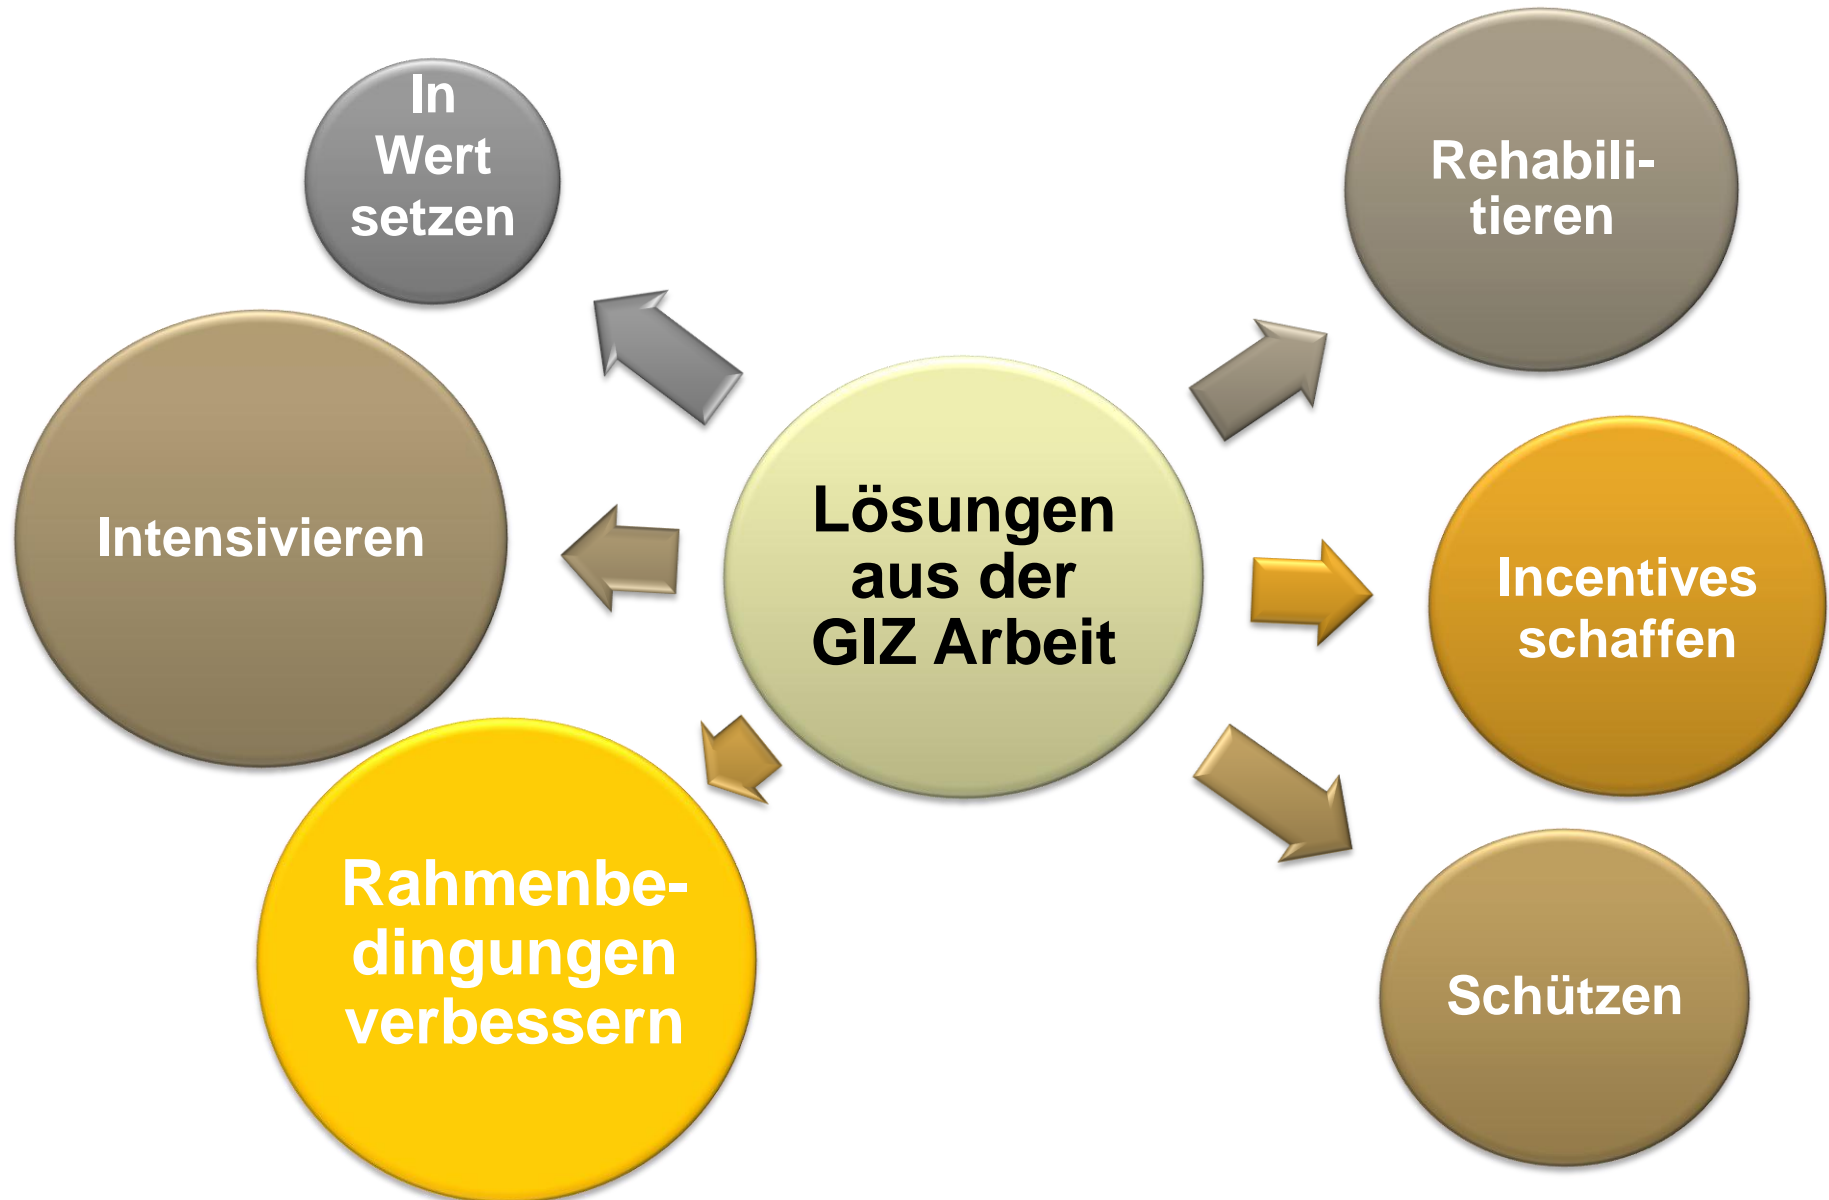 In
Wert
setzen
Rehabili-
tieren
Intensivieren
Lösungen
aus der
GIZ Arbeit
Incentives
schaffen
Rahmenbe-
dingungen
verbessern
Schützen